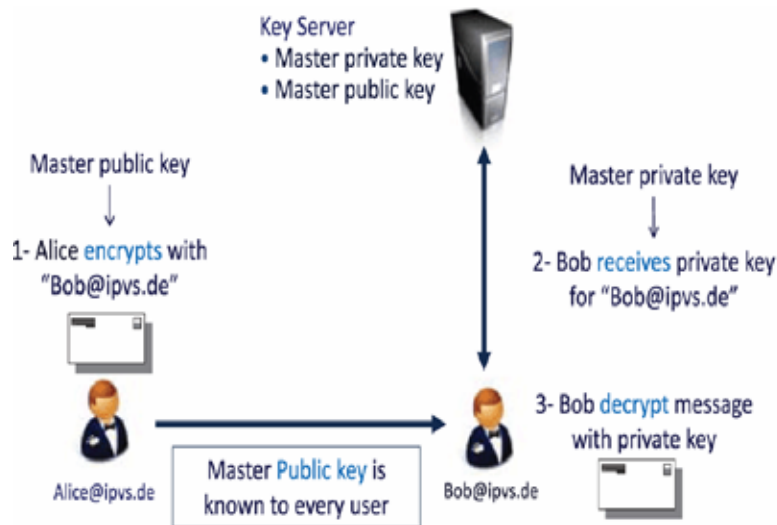 Key Server
• Master private key
• Master public key
Master public key
1- Alice encrypts with
"Bob@ipvs.de"
Master private key
2- Bob receives private key
for "Bob@ipvs.de"
3- Bob decrypt message
with private key
Alice@ipvs.de
Master Public key is
known to every user
Bob@ipvs.de